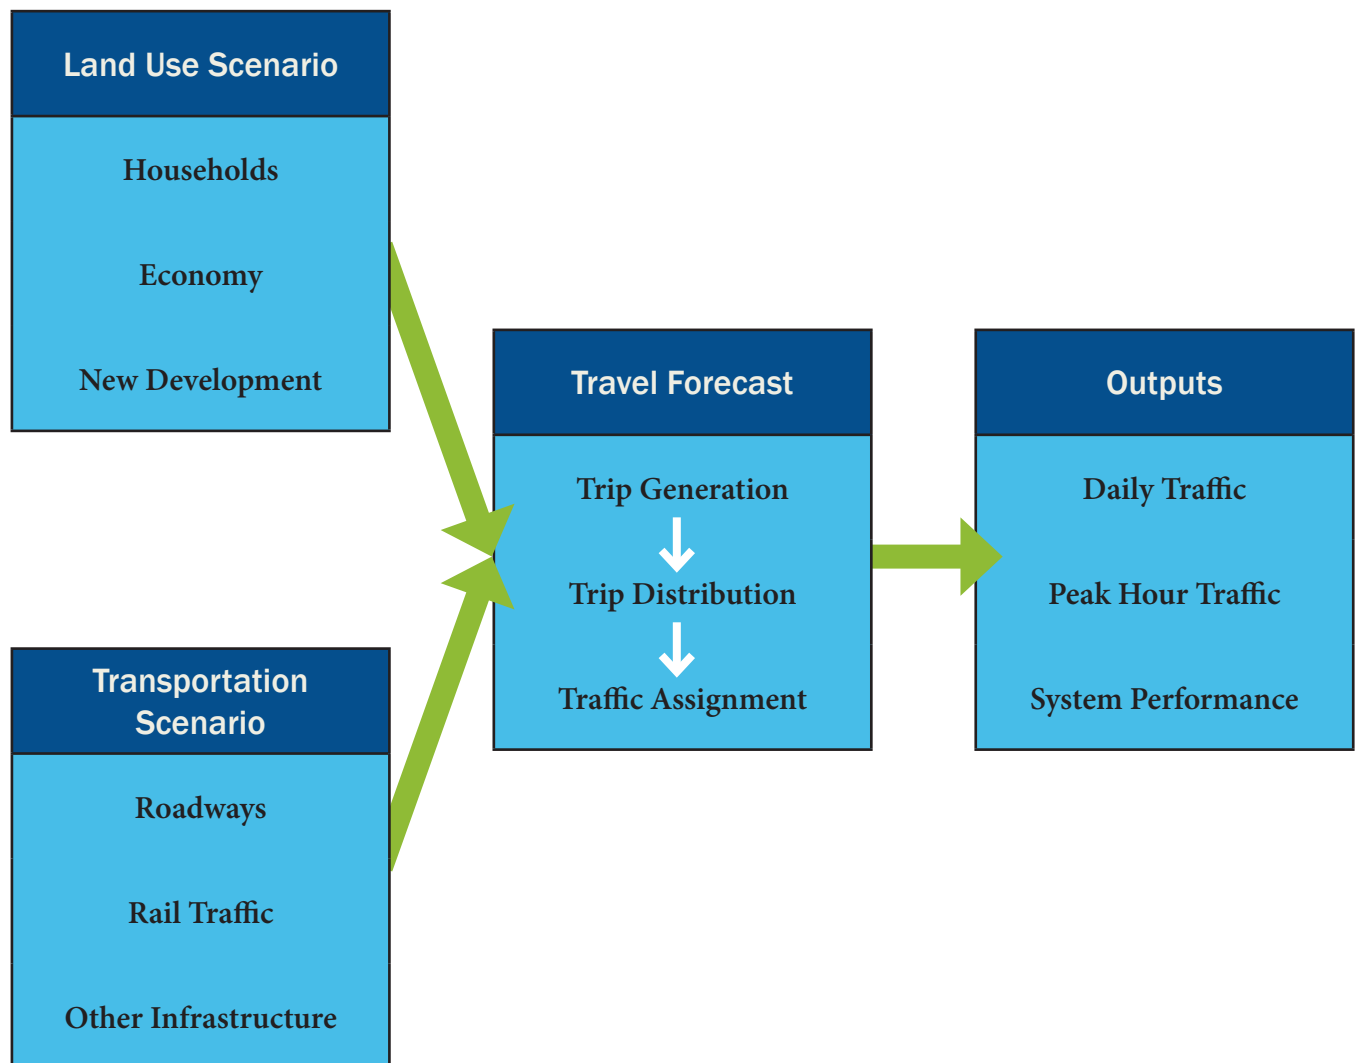 Land Use Scenario
Households
Economy
New Development
Transportation
Scenario
Roadways
Rail Traffic
Other Infrastructure
Travel Forecast
Trip Generation
Trip Distribution
Traffic Assignment
Outputs
Daily Traffic
Peak Hour Traffic
System Performance